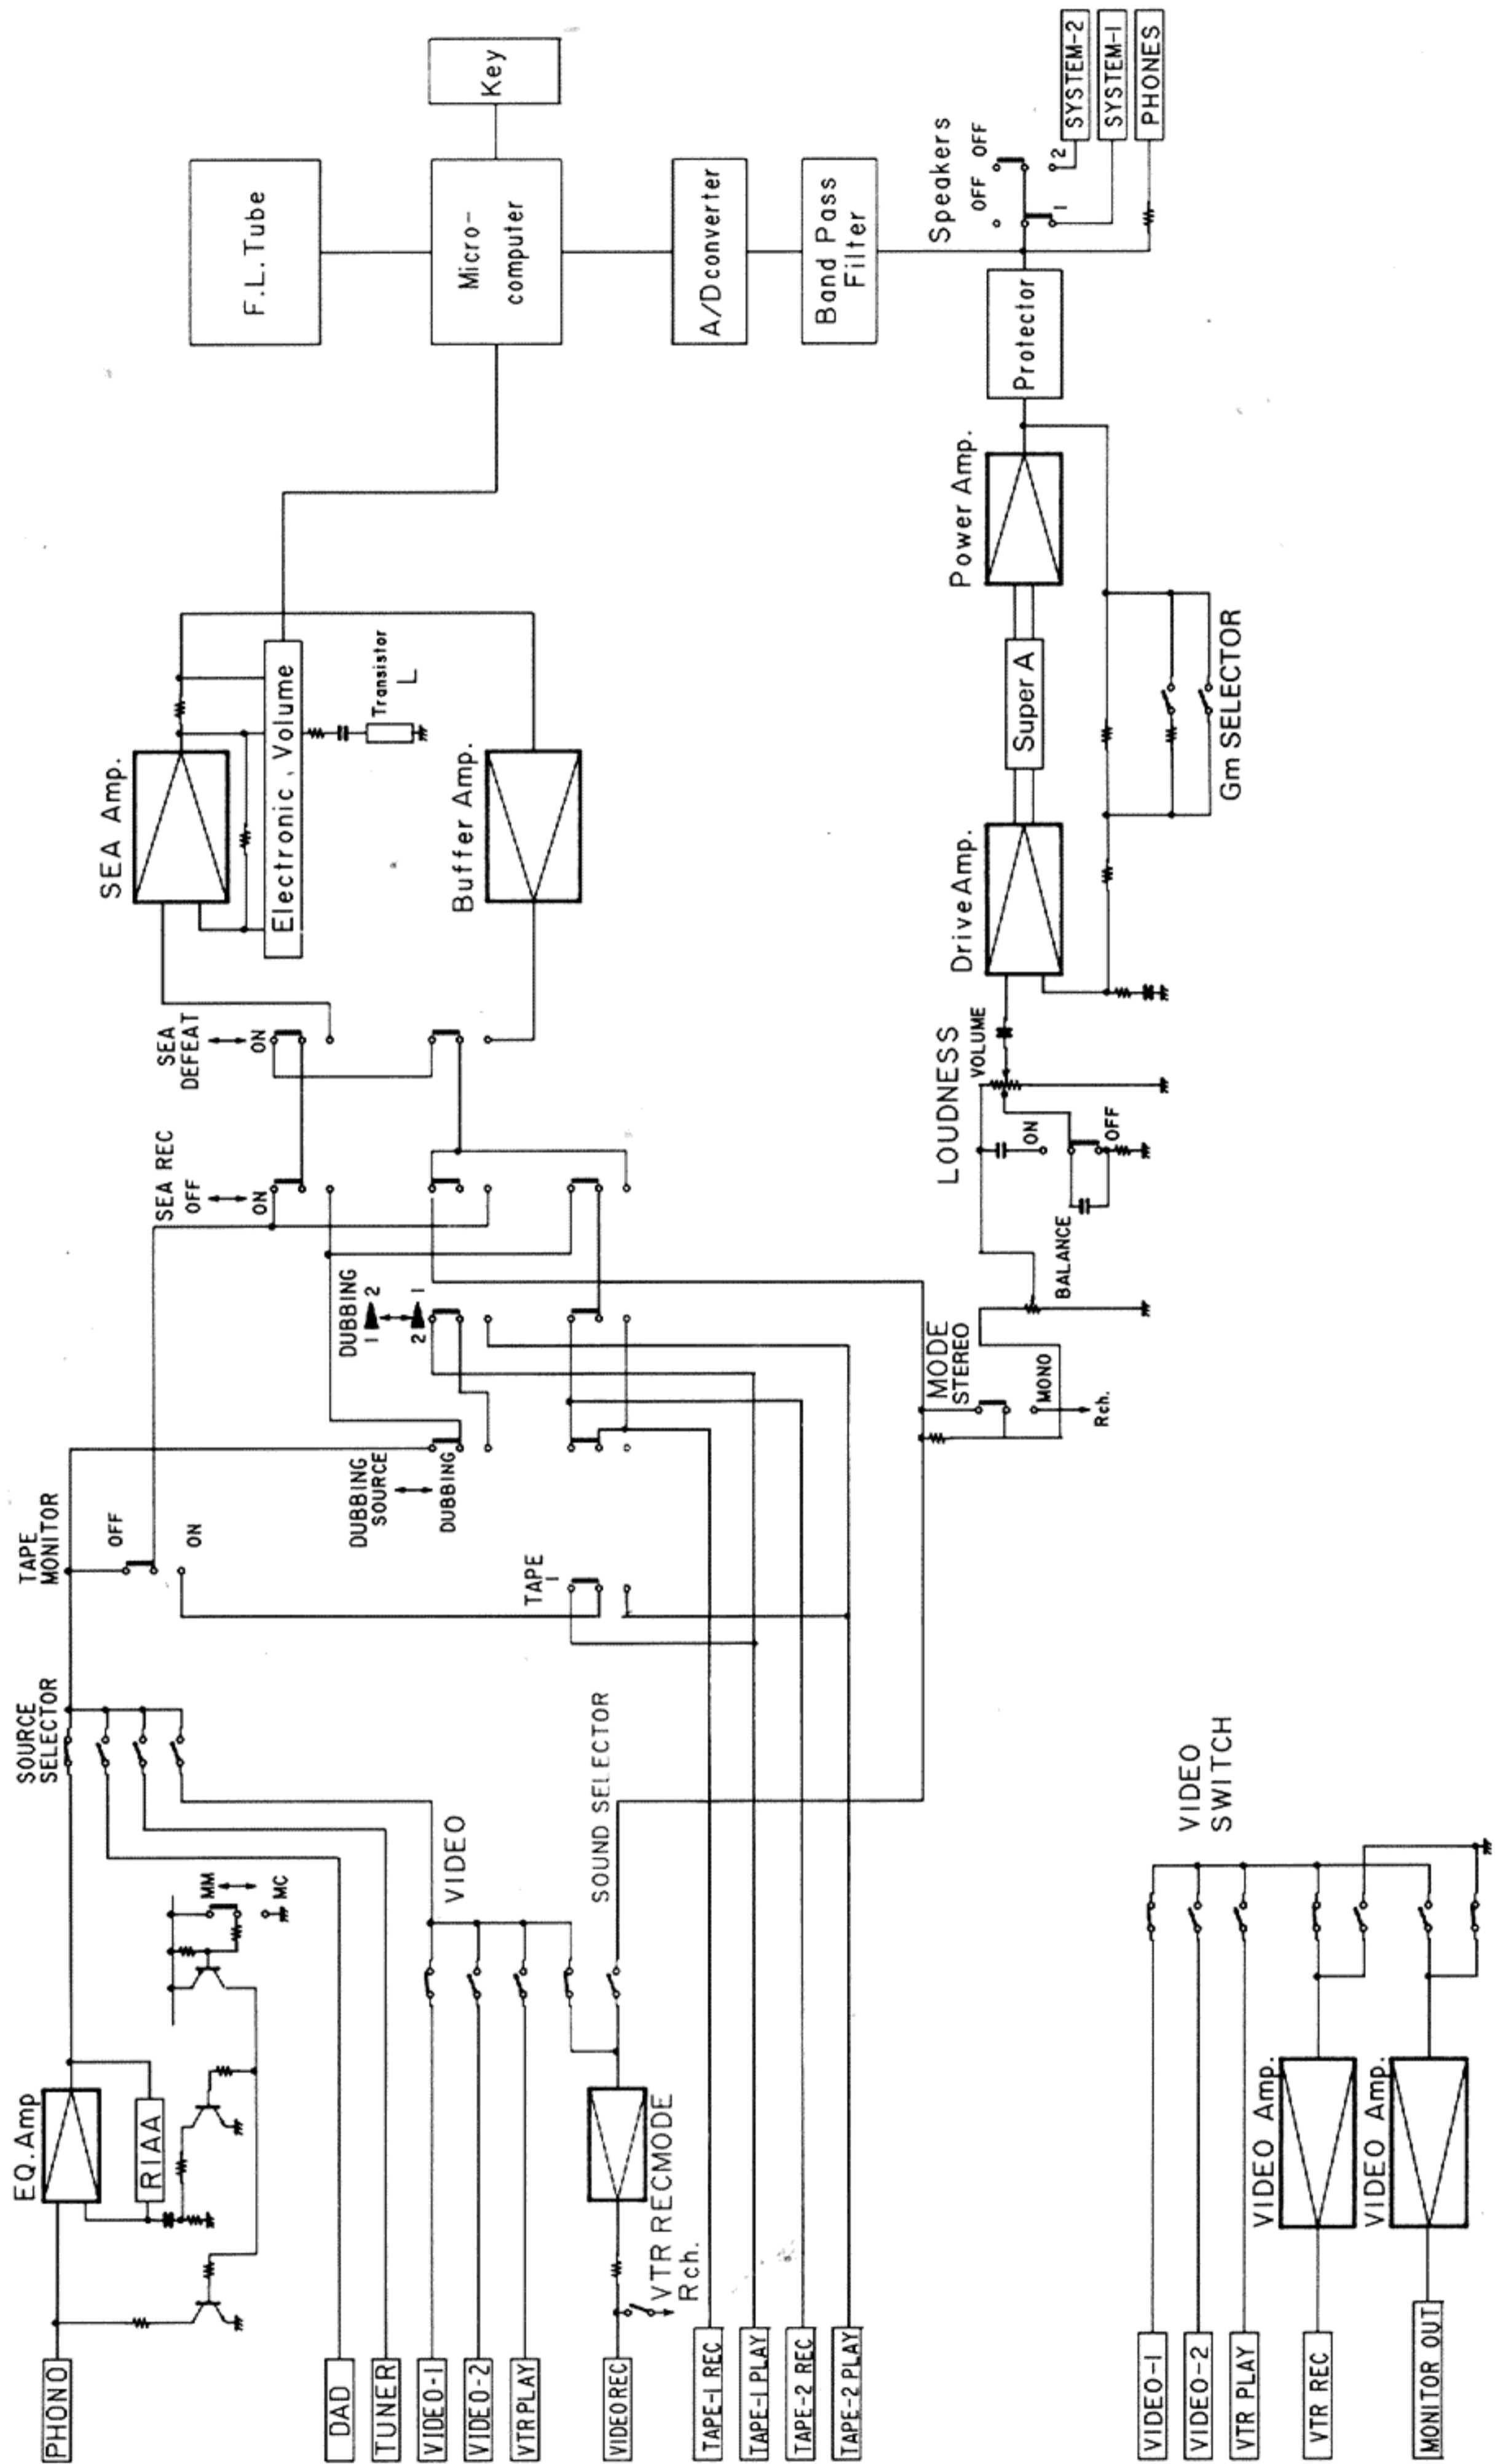 PHONO
EQ.Amp
RIAA
MM
MC
SOURCE
SELECTOR
TAPE
MONITOR
OFF
ON
SEA REC
OFF
ON
SEA
DEFEAT
ON
SEA Amp.
Electronic, Volume
Transistor
L
F.L.Tube
DAD
TUNER
VIDEO-1
VIDEO-2
VTR PLAY
VIDEO
DUBBING
SOURCE
DUBBING
DUBBING
1 2
2 1
Buffer Amp.
Micro-
computer
Key
VIDEO REC
VTR RECMODE
Rch.
SOUND SELECTOR
TAPE
1
TAPE-1 REC
TAPE-1 PLAY
TAPE-2 REC
TAPE-2 PLAY
A/D converter
Band Pass
Filter
MODE
STEREO
MONO
Rch.
BALANCE
LOUDNESS
ON
OFF
VOLUME
Drive Amp.
Super A
Power Amp.
Protector
Speakers
OFF OFF
1
2
SYSTEM-2
SYSTEM-1
PHONES
Gm SELECTOR
VIDEO-1
VIDEO-2
VTR PLAY
VTR REC
MONITOR OUT
VIDEO Amp.
VIDEO Amp.
VIDEO
SWITCH